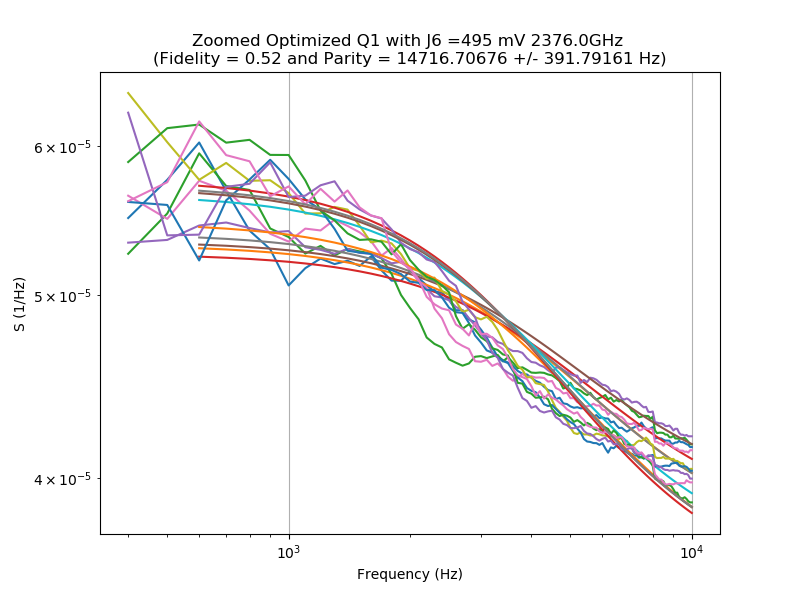 Zoomed Optimized Q1 with J6 =495 mV 2376.0GHz
(Fidelity = 0.52 and Parity = 14716.70676 +/- 391.79161 Hz)
6 × 10⁻⁵
5 × 10⁻⁵
4 × 10⁻⁵
S (1/Hz)
10³
10⁴
Frequency (Hz)